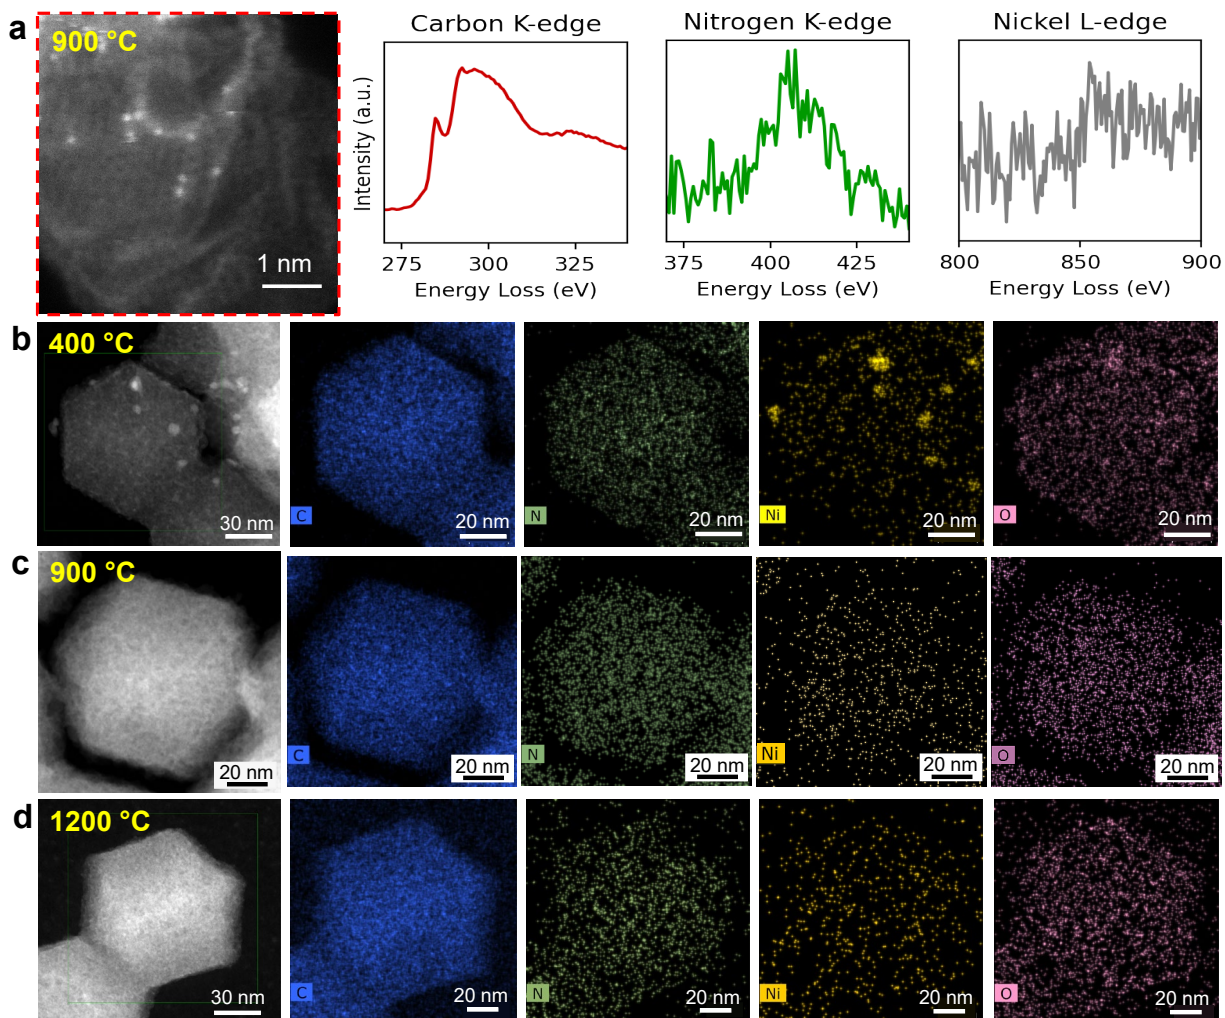 a
900 °C
1 nm
Carbon K-edge
Intensity (a.u.)
275 300 325
Energy Loss (eV)
Nitrogen K-edge
375 400 425
Energy Loss (eV)
Nickel L-edge
800 850 900
Energy Loss (eV)
b
400 °C
30 nm
C
20 nm
N
20 nm
Ni
20 nm
O
20 nm
c
900 °C
20 nm
C
20 nm
N
20 nm
Ni
20 nm
O
20 nm
d
1200 °C
30 nm
C
20 nm
N
20 nm
Ni
20 nm
O
20 nm